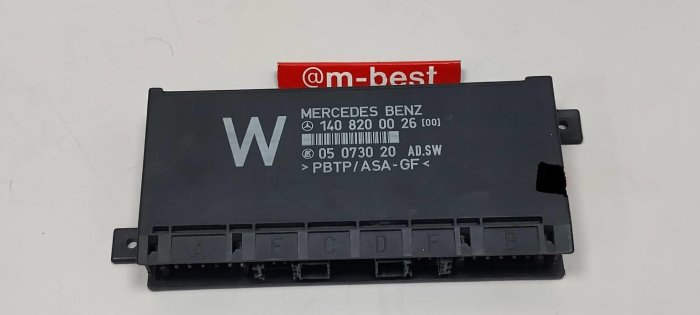 @m-best
W
MERCEDES BENZ
140 820 00 26 [00]
05 0730 20 AD.SW
>PBTP/ASA-GF<
A E C D F B